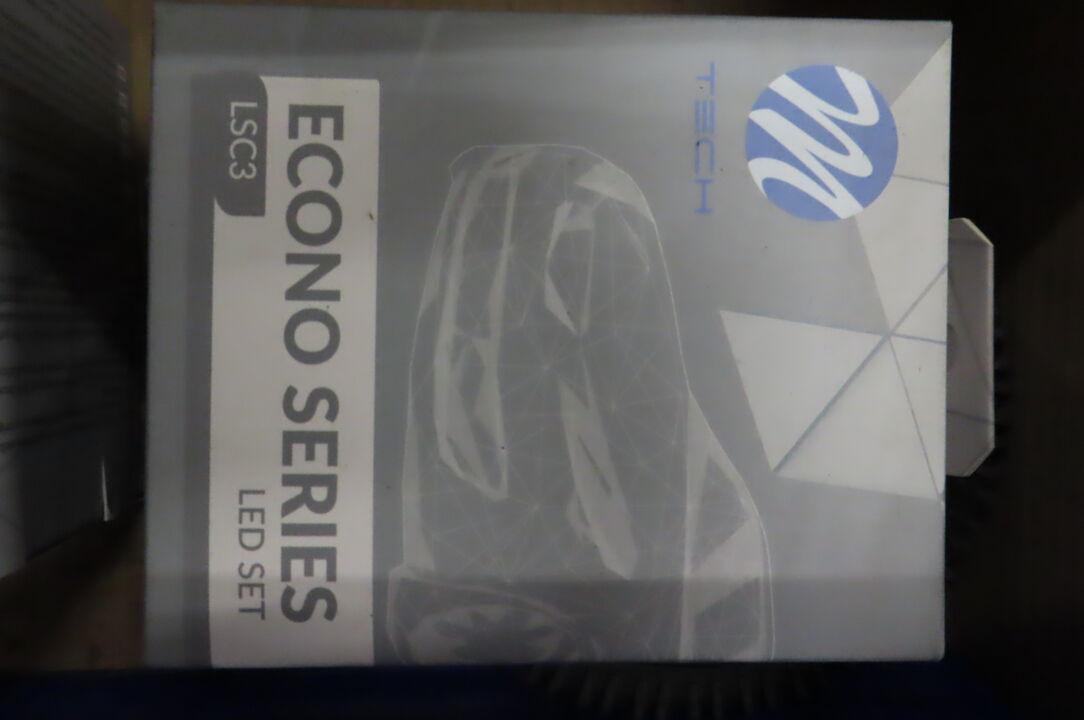 TECH
ECONO SERIES
LSC3
LED SET